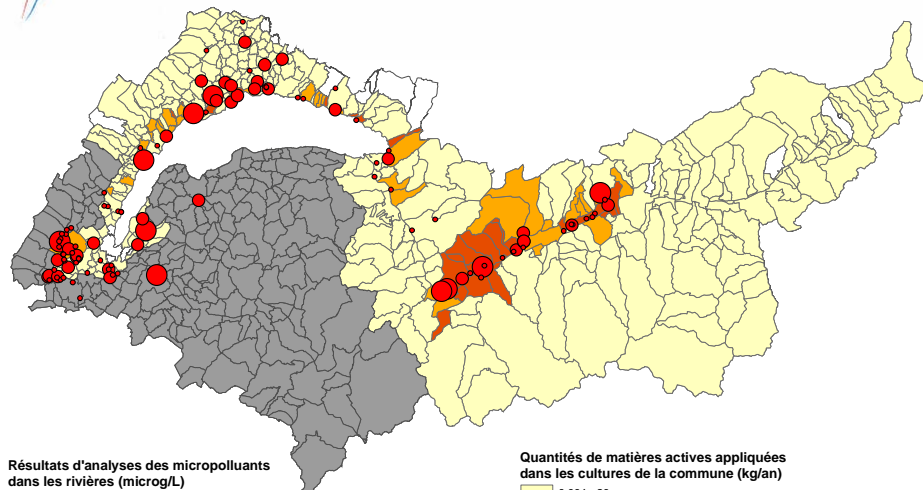 Résultats d'analyses des micropolluants
dans les rivières (microg/L)
Quantités de matières actives appliquées
dans les cultures de la commune (kg/an)